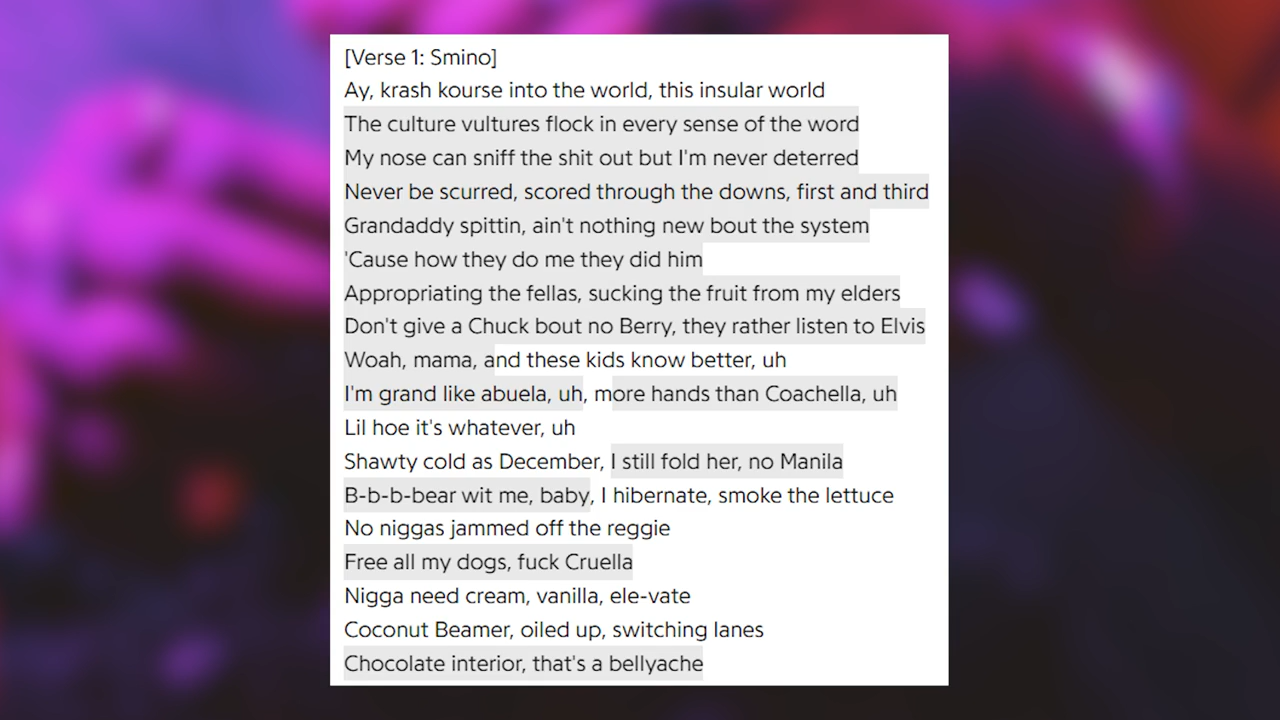 [Verse 1: Smino]
Ay, krash kourse into the world, this insular world
The culture vultures flock in every sense of the word
My nose can sniff the shit out but I'm never deterred
Never be scurred, scored through the downs, first and third
Grandaddy spittin, ain't nothing new bout the system
'Cause how they do me they did him
Appropriating the fellas, sucking the fruit from my elders
Don't give a Chuck bout no Berry, they rather listen to Elvis
Woah, mama, and these kids know better, uh
I'm grand like abuela, uh, more hands than Coachella, uh
Lil hoe it's whatever, uh
Shawty cold as December, I still fold her, no Manila
B-b-b-bear wit me, baby, I hibernate, smoke the lettuce
No niggas jammed off the reggie
Free all my dogs, fuck Cruella
Nigga need cream, vanilla, ele-vate
Coconut Beamer, oiled up, switching lanes
Chocolate interior, that's a bellyache